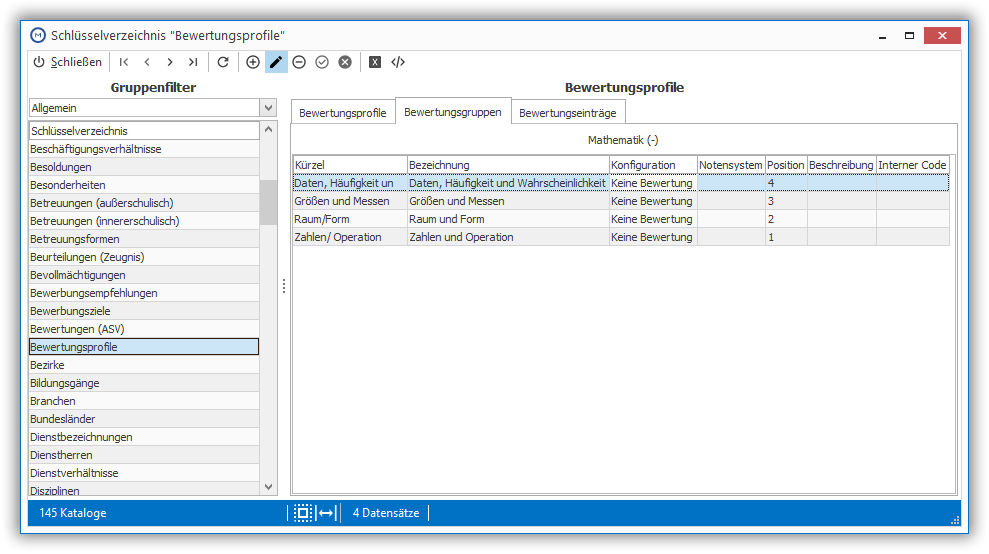 Schlüsselverzeichnis "Bewertungsprofile"
Schließen
Gruppenfilter
Allgemein
Schlüsselverzeichnis
Beschäftigungsverhältnisse
Besoldungen
Besonderheiten
Betreuungen (außerschulisch)
Betreuungen (innererschulisch)
Betreuungsformen
Beurteilungen (Zeugnis)
Bevollmächtigungen
Bewerbungsempfehlungen
Bewerbungsziele
Bewertungen (ASV)
Bewertungsprofile
Bezirke
Bildungsgänge
Branchen
Bundesländer
Dienstbezeichnungen
Dienstherren
Dienstverhältnisse
Disziplinen
Bewertungsprofile
Bewertungsprofile Bewertungsgruppen Bewertungseinträge
Mathematik (-)
Kürzel Bezeichnung Konfiguration Notensystem Position Beschreibung Interner Code
Daten, Häufigkeit un Daten, Häufigkeit und Wahrscheinlichkeit Keine Bewertung 4
Größen und Messen Größen und Messen Keine Bewertung 3
Raum/Form Raum und Form Keine Bewertung 2
Zahlen/ Operation Zahlen und Operation Keine Bewertung 1
145 Kataloge 4 Datensätze